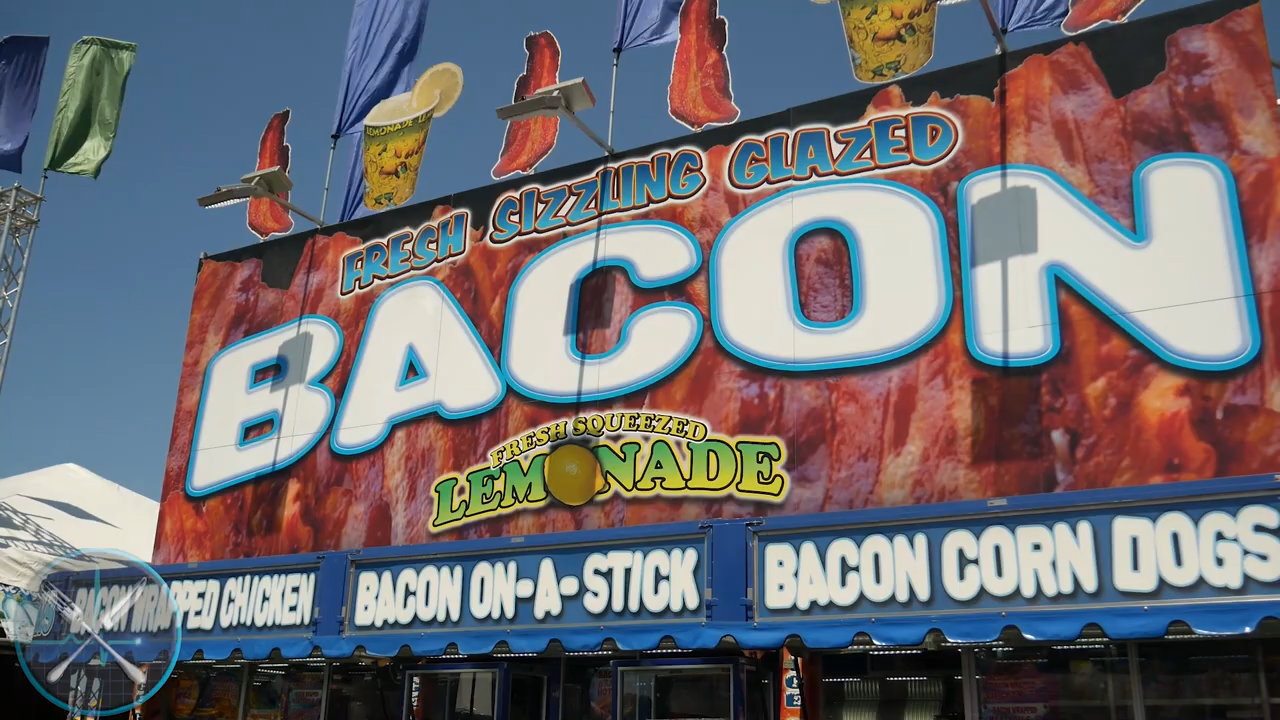 LEMONADE
FRESH SIZZLING GLAZED
BACON
FRESH SQUEEZED
LEMONADE
BACON WRAPPED CHICKEN
BACON ON-A-STICK
BACON CORN DOGS